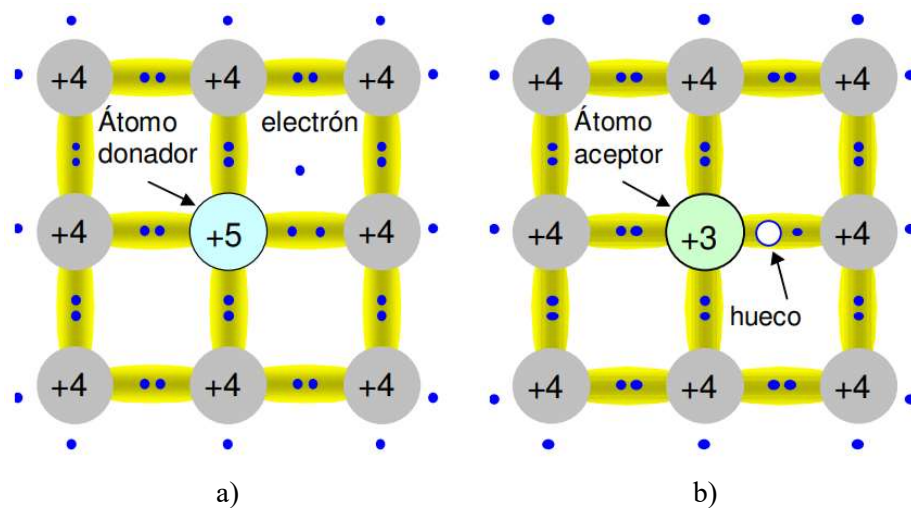 +4 +4 +4
Átomo
donador
electrón
+4 +5 +4
+4 +4 +4
a)
+4 +4 +4
Átomo
aceptor
+4 +3 +4
hueco
+4 +4 +4
b)